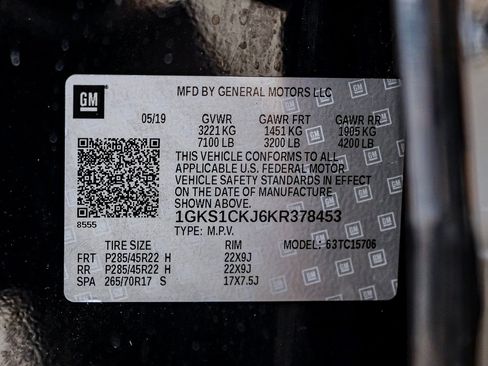 GM
MFD BY GENERAL MOTORS LLC
05/19 GVWR GAWR FRT GAWR RR
3221 KG 1451 KG 1905 KG
7100 LB 3200 LB 4200 LB
THIS VEHICLE CONFORMS TO ALL
APPLICABLE U.S. FEDERAL MOTOR
VEHICLE SAFETY STANDARDS IN EFFECT
ON THE DATE OF MANUFACTURE
SHOWN ABOVE.
8555
1GKS1CKJ6KR378453
TYPE: M.P.V.
TIRE SIZE RIM MODEL: 63TC15706
FRT P285/45R22 H 22X9J
RR P285/45R22 H 22X9J
SPA 265/70R17 S 17X7.5J